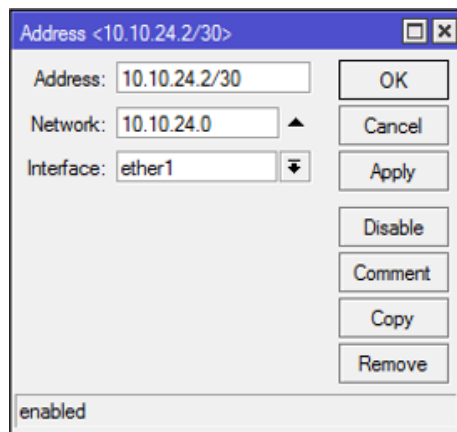 Address <10.10.24.2/30>
Address: 10.10.24.2/30 OK
Network: 10.10.24.0 Cancel
Interface: ether1 Apply
Disable
Comment
Copy
Remove
enabled